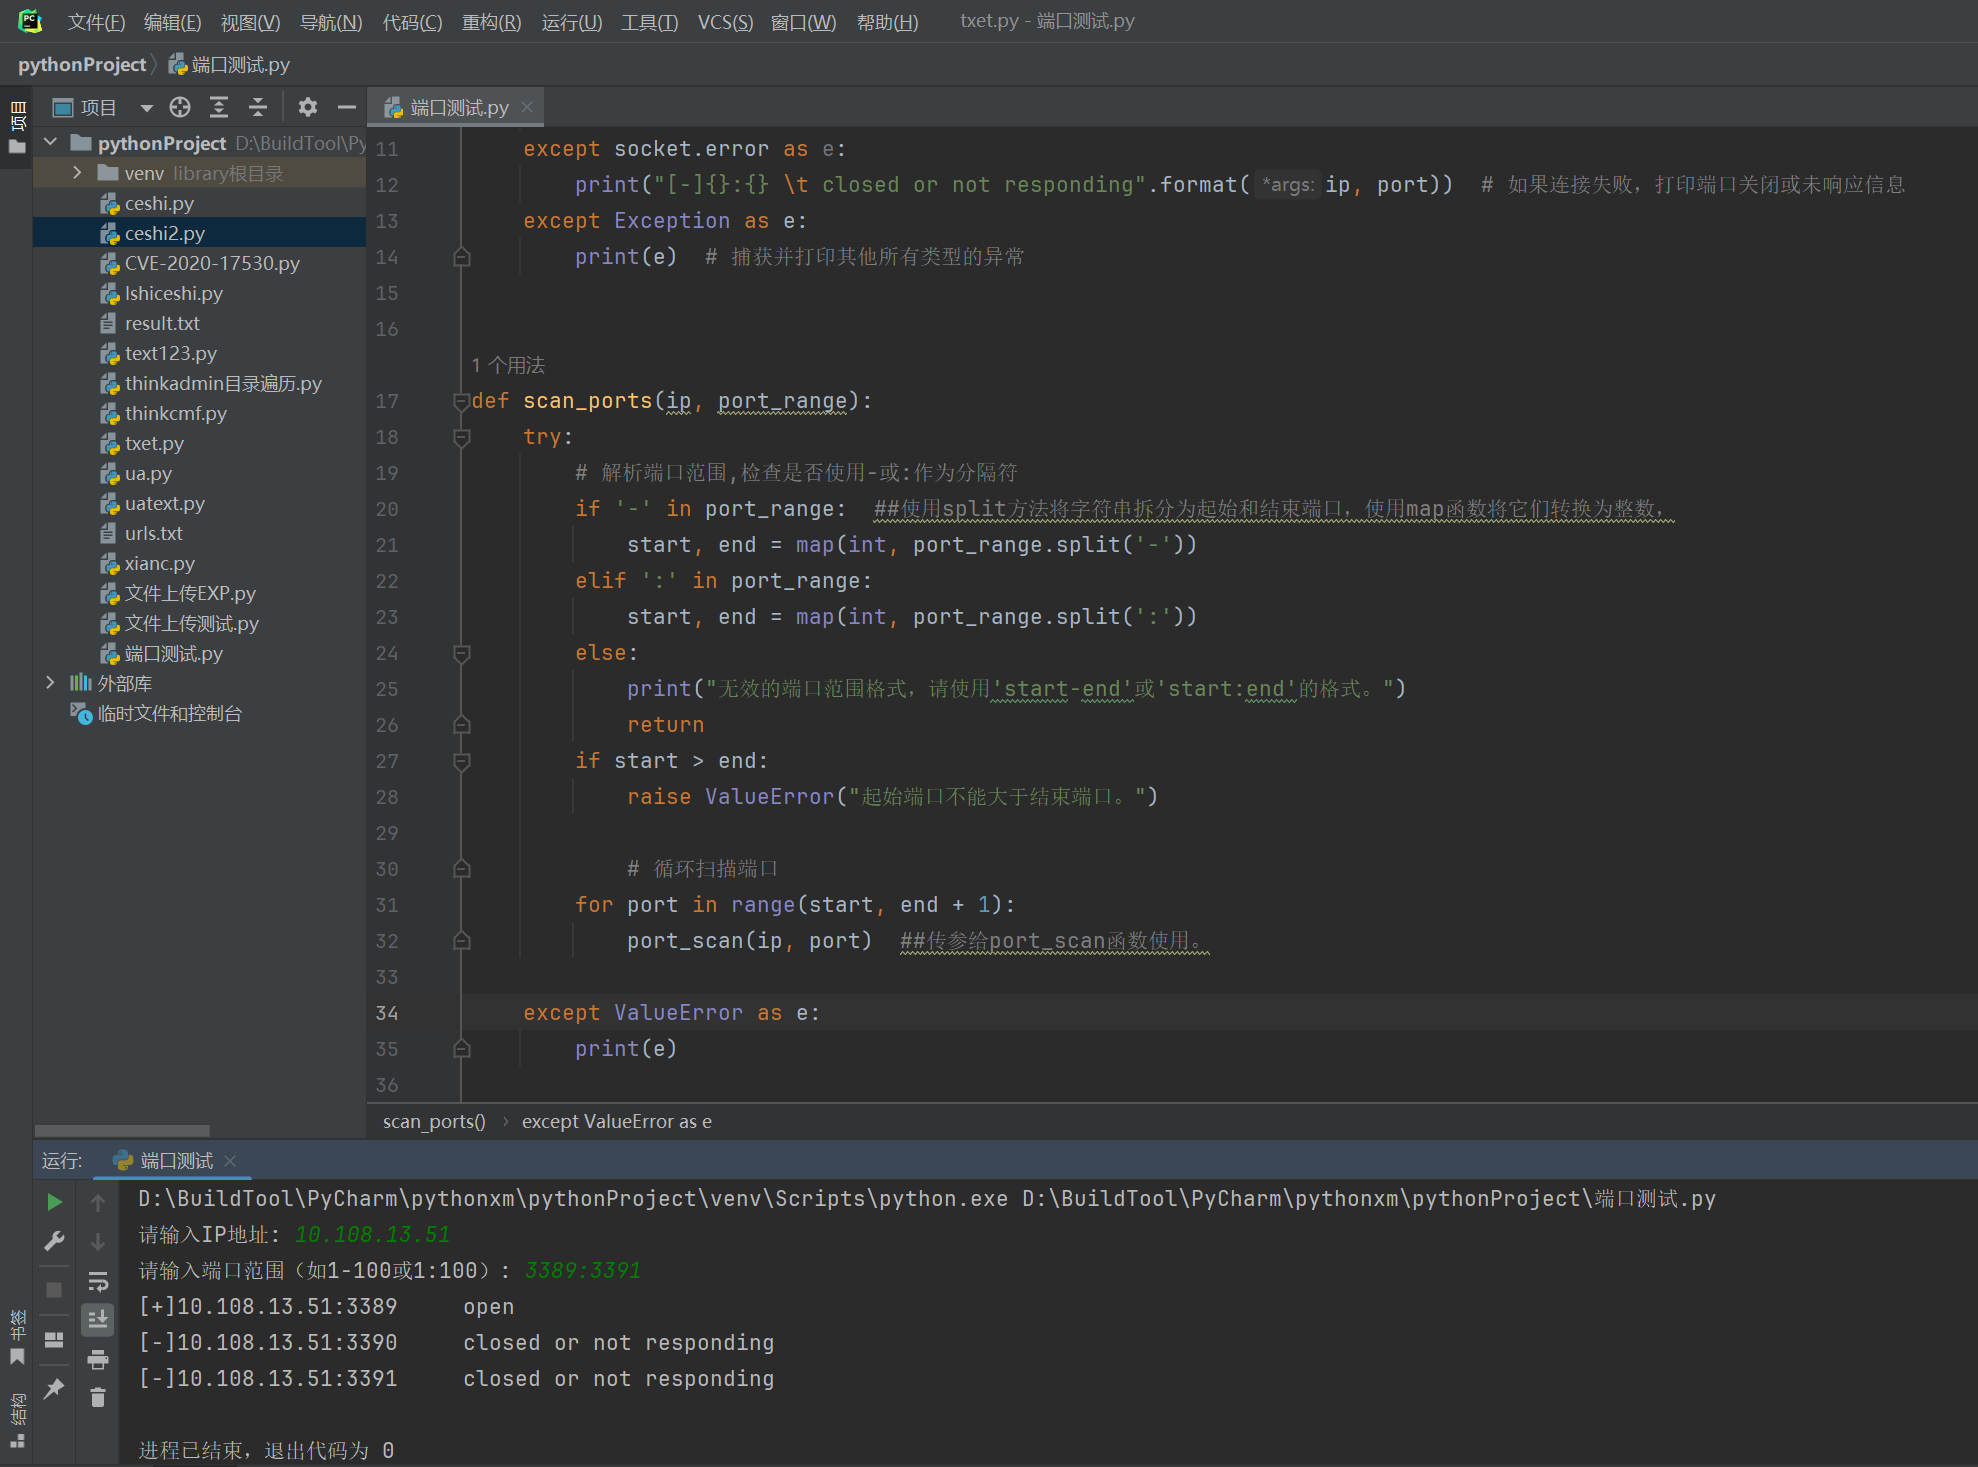 文件(F) 编辑(E) 视图(V) 导航(N) 代码(C) 重构(R) 运行(U) 工具(T) VCS(S) 窗口(W) 帮助(H) txet.py - 端口测试.py
pythonProject 端口测试.py
项目
项目
端口测试.py
pythonProject D:\BuildTool\Py
venv library根目录
ceshi.py
ceshi2.py
CVE-2020-17530.py
lshiceshi.py
result.txt
text123.py
thinkadmin目录遍历.py
thinkcmf.py
txet.py
ua.py
uatext.py
urls.txt
xianc.py
文件上传EXP.py
文件上传测试.py
端口测试.py
外部库
临时文件和控制台
11 except socket.error as e:
12 print("[-]{}:{} \t closed or not responding".format( *args: ip, port)) # 如果连接失败，打印端口关闭或未响应信息
13 except Exception as e:
14 print(e) # 捕获并打印其他所有类型的异常
15
16
1 个用法
17 def scan_ports(ip, port_range):
18 try:
19 # 解析端口范围,检查是否使用-或:作为分隔符
20 if '-' in port_range: ##使用split方法将字符串拆分为起始和结束端口，使用map函数将它们转换为整数，
21 start, end = map(int, port_range.split('-'))
22 elif ':' in port_range:
23 start, end = map(int, port_range.split(':'))
24 else:
25 print("无效的端口范围格式，请使用'start-end'或'start:end'的格式。")
26 return
27 if start > end:
28 raise ValueError("起始端口不能大于结束端口。")
29
30 # 循环扫描端口
31 for port in range(start, end + 1):
32 port_scan(ip, port) ##传参给port_scan函数使用。
33
34 except ValueError as e:
35 print(e)
36
scan_ports() › except ValueError as e
运行: 端口测试
D:\BuildTool\PyCharm\pythonxm\pythonProject\venv\Scripts\python.exe D:\BuildTool\PyCharm\pythonxm\pythonProject\端口测试.py
请输入IP地址: 10.108.13.51
请输入端口范围（如1-100或1:100）: 3389:3391
[+]10.108.13.51:3389 open
[-]10.108.13.51:3390 closed or not responding
[-]10.108.13.51:3391 closed or not responding
进程已结束，退出代码为 0
书签
结构